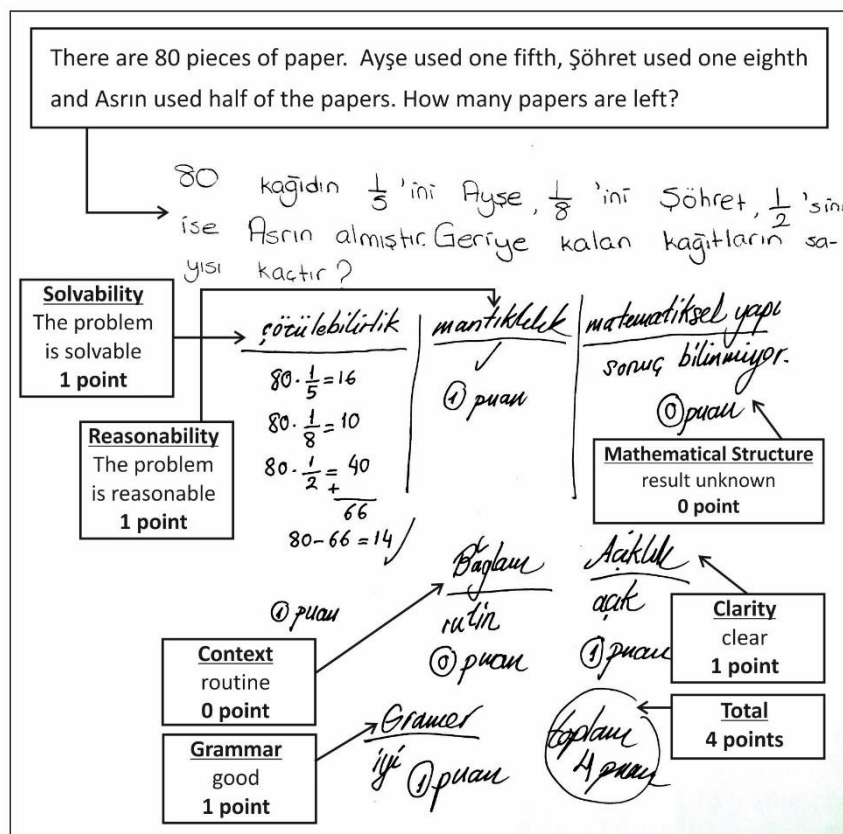 There are 80 pieces of paper. Ayşe used one fifth, Şöhret used one eighth
and Asrın used half of the papers. How many papers are left?
80 kağıdın 1/5 'ini Ayşe, 1/8 'ini Şöhret, 1/2 'sini
ise Asrın almıştır. Geriye kalan kağıtların sa-
yısı kaçtır?
Solvability
The problem
is solvable
1 point
çözülebilirlik
80 · 1/5 = 16
80 · 1/8 = 10
80 · 1/2 = 40
+
66
80 - 66 = 14 ✓
① puan
Reasonability
The problem
is reasonable
1 point
mantıklılık
✓
① puan
matematiksel yapı
sonuç bilinmiyor.
⓪ puan
Mathematical Structure
result unknown
0 point
Bağlam
rutin
⓪ puan
Context
routine
0 point
Açıklık
açık
① puan
Clarity
clear
1 point
Gramer
iyi
① puan
Grammar
good
1 point
toplam
4 puan
Total
4 points